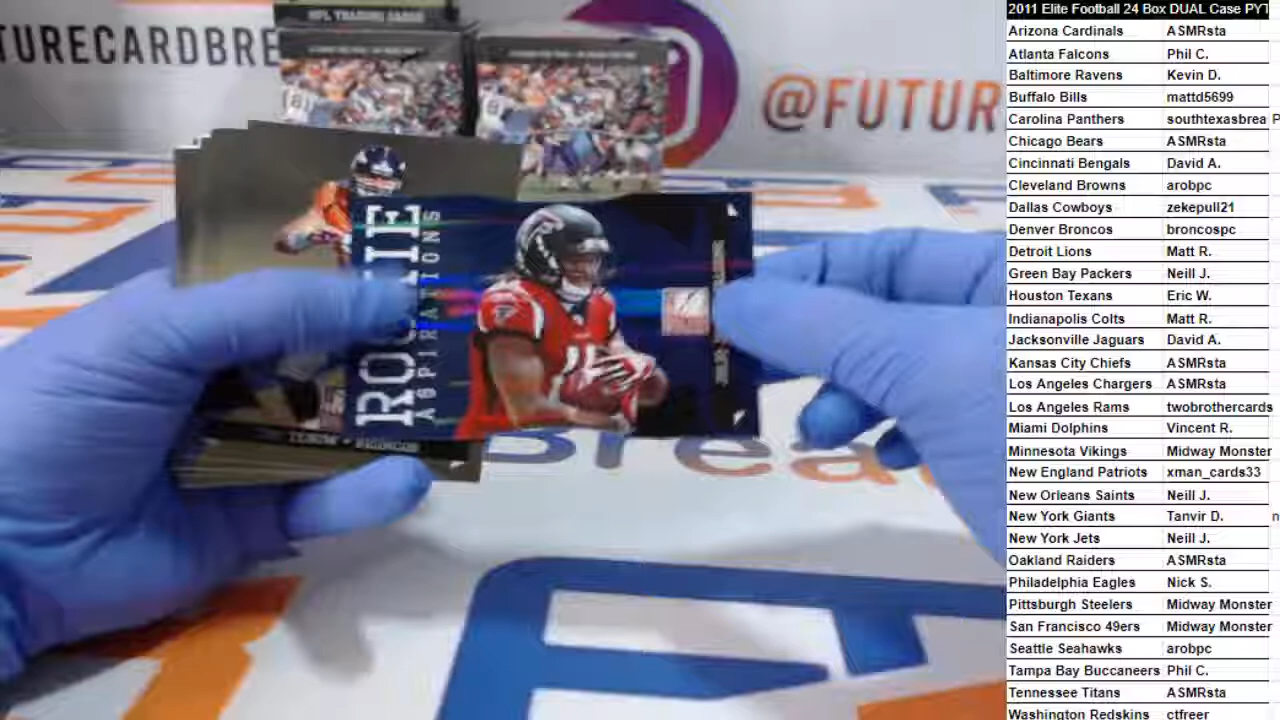 NFL TRADING CARDS
TURECARDBRE
@FUTUR
ROOKIE
ASPIRATIONS
Brea
2011 Elite Football 24 Box DUAL Case PYT
Arizona Cardinals ASMRsta
Atlanta Falcons Phil C.
Baltimore Ravens Kevin D.
Buffalo Bills mattd5699
Carolina Panthers southtexasbrea P
Chicago Bears ASMRsta
Cincinnati Bengals David A.
Cleveland Browns arobpc
Dallas Cowboys zekepull21
Denver Broncos broncospc
Detroit Lions Matt R.
Green Bay Packers Neill J.
Houston Texans Eric W.
Indianapolis Colts Matt R.
Jacksonville Jaguars David A.
Kansas City Chiefs ASMRsta
Los Angeles Chargers ASMRsta
Los Angeles Rams twobrothercards
Miami Dolphins Vincent R.
Minnesota Vikings Midway Monster
New England Patriots xman_cards33
New Orleans Saints Neill J.
New York Giants Tanvir D. n
New York Jets Neill J.
Oakland Raiders ASMRsta
Philadelphia Eagles Nick S.
Pittsburgh Steelers Midway Monster
San Francisco 49ers Midway Monster
Seattle Seahawks arobpc
Tampa Bay Buccaneers Phil C.
Tennessee Titans ASMRsta
Washington Redskins ctfreer